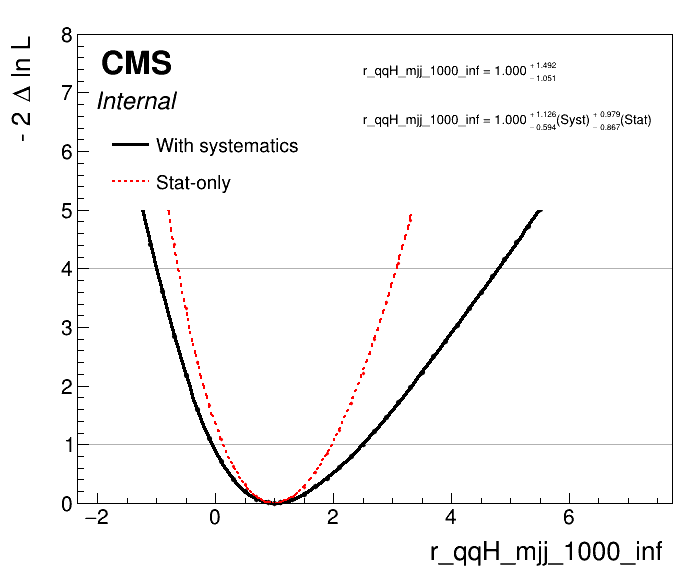 CMS
Internal
r_qqH_mjj_1000_inf = 1.000 + 1.492 − 1.051
r_qqH_mjj_1000_inf = 1.000 + 1.126 − 0.594 (Syst) + 0.979 − 0.867 (Stat)
With systematics
Stat-only
- 2 Δ ln L
8
7
6
5
4
3
2
1
0
−2 0 2 4 6
r_qqH_mjj_1000_inf